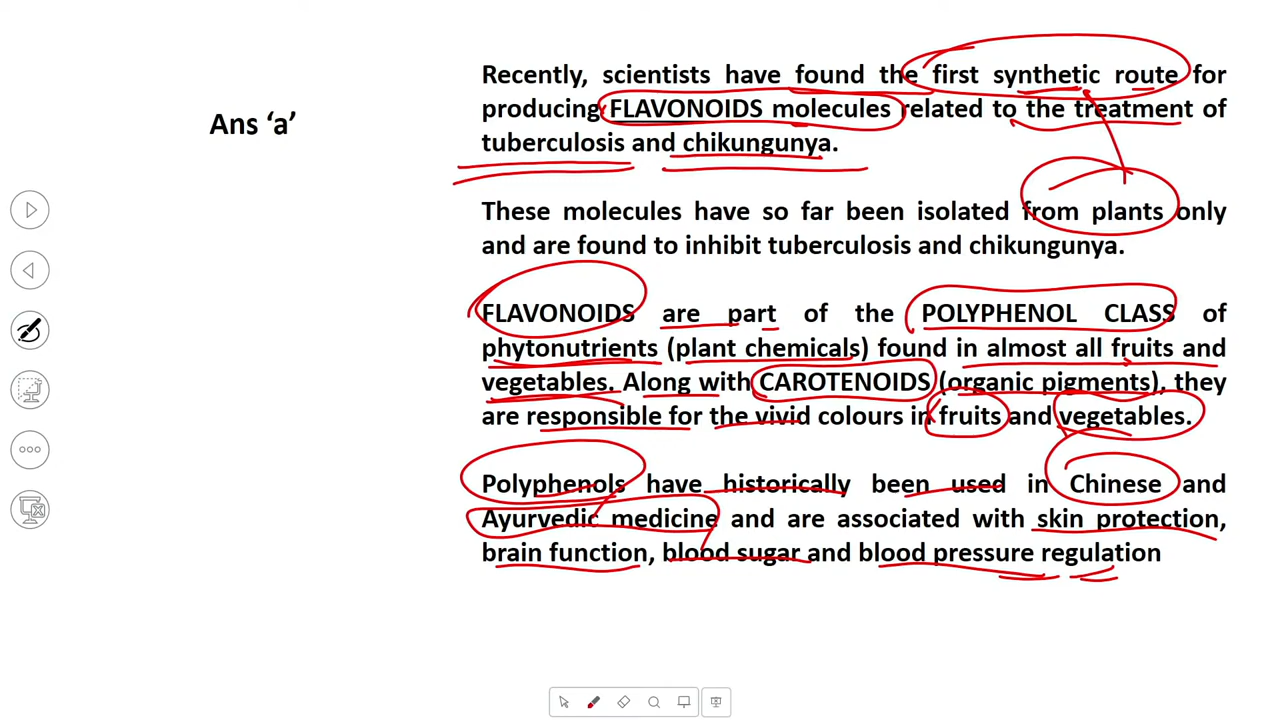 Ans ‘a’
Recently, scientists have found the first synthetic route for
producing FLAVONOIDS molecules related to the treatment of
tuberculosis and chikungunya.
These molecules have so far been isolated from plants only
and are found to inhibit tuberculosis and chikungunya.
FLAVONOIDS are part of the POLYPHENOL CLASS of
phytonutrients (plant chemicals) found in almost all fruits and
vegetables. Along with CAROTENOIDS (organic pigments), they
are responsible for the vivid colours in fruits and vegetables.
Polyphenols have historically been used in Chinese and
Ayurvedic medicine and are associated with skin protection,
brain function, blood sugar and blood pressure regulation